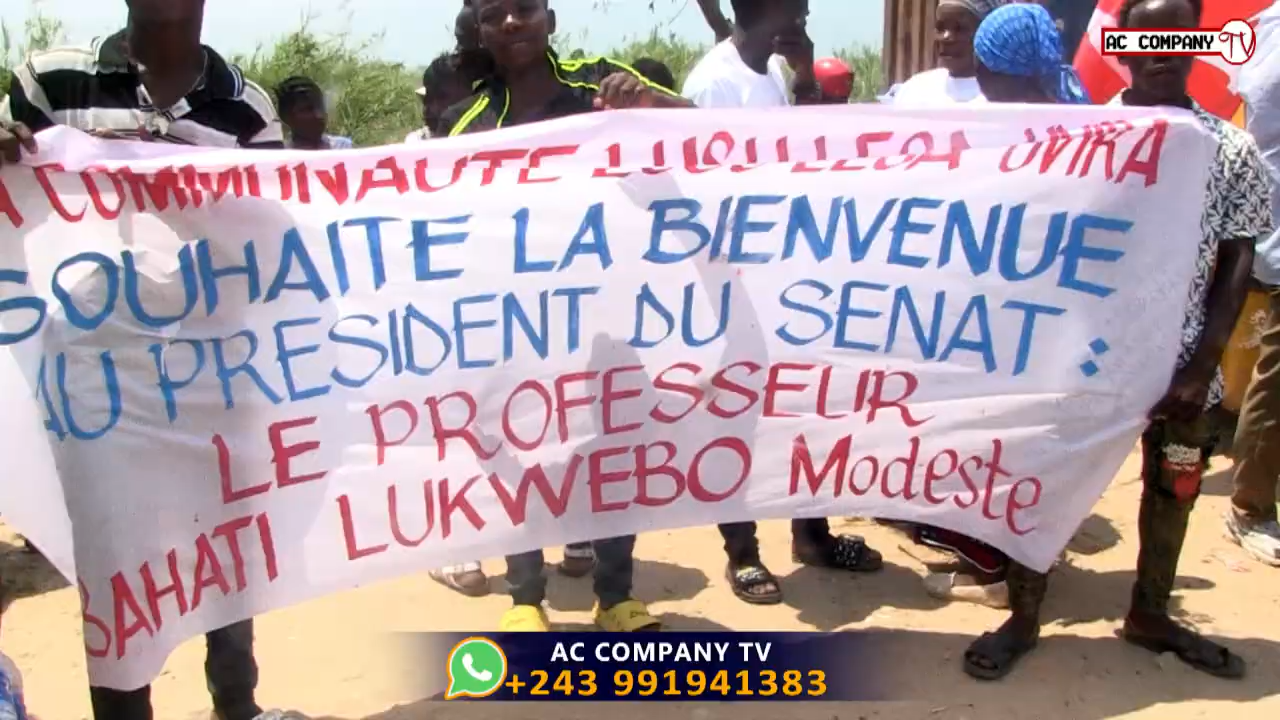 AC COMPANY TV
A COMMUNAUTE UVIRA
SOUHAITE LA BIENVENUE
AU PRESIDENT DU SENAT :
LE PROFESSEUR
BAHATI LUKWEBO Modeste
AC COMPANY TV
+243 991941383